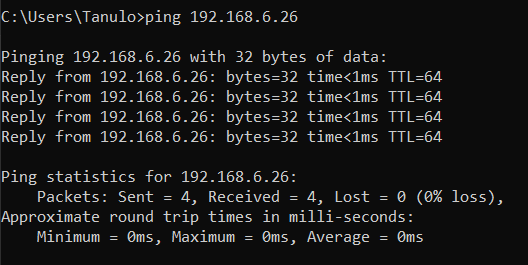 C:\Users\Tanulo>ping 192.168.6.26
Pinging 192.168.6.26 with 32 bytes of data:
Reply from 192.168.6.26: bytes=32 time<1ms TTL=64
Reply from 192.168.6.26: bytes=32 time<1ms TTL=64
Reply from 192.168.6.26: bytes=32 time<1ms TTL=64
Reply from 192.168.6.26: bytes=32 time<1ms TTL=64
Ping statistics for 192.168.6.26:
Packets: Sent = 4, Received = 4, Lost = 0 (0% loss),
Approximate round trip times in milli-seconds:
Minimum = 0ms, Maximum = 0ms, Average = 0ms